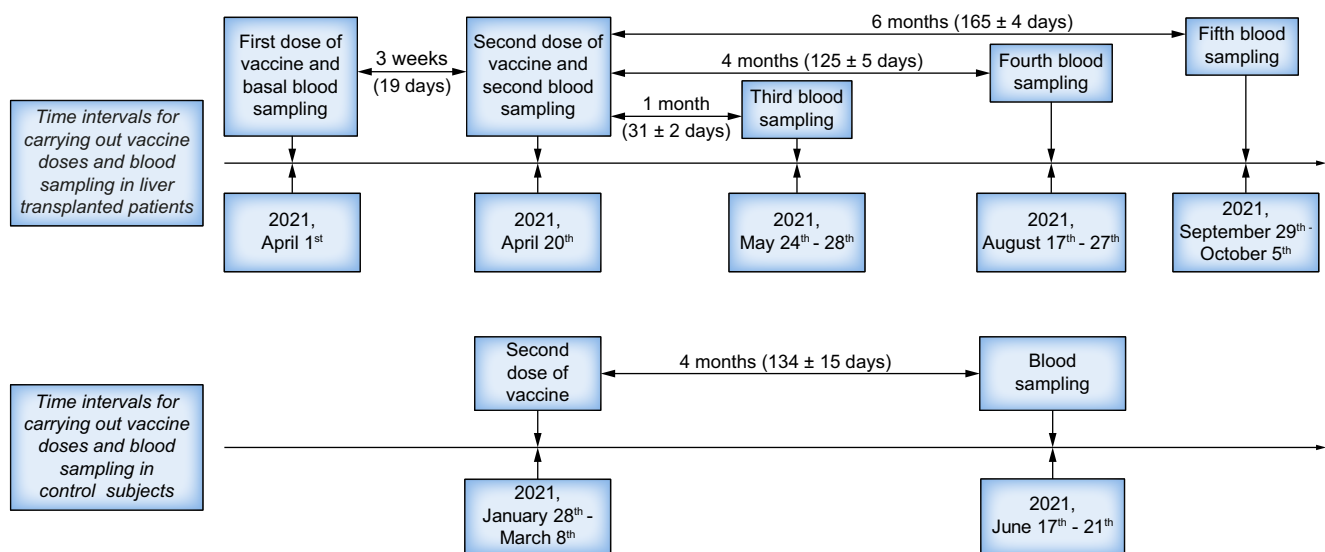 Time intervals for
carrying out vaccine
doses and blood
sampling in liver
transplanted patients
First dose of
vaccine and
basal blood
sampling
3 weeks
(19 days)
Second dose of
vaccine and
second blood
sampling
6 months (165 ± 4 days)
4 months (125 ± 5 days)
1 month
(31 ± 2 days)
Third blood
sampling
Fourth blood
sampling
Fifth blood
sampling
2021,
April 1st
2021,
April 20th
2021,
May 24th - 28th
2021,
August 17th - 27th
2021,
September 29th -
October 5th
Time intervals for
carrying out vaccine
doses and blood
sampling in
control subjects
Second
dose of
vaccine
4 months (134 ± 15 days)
Blood
sampling
2021,
January 28th -
March 8th
2021,
June 17th - 21th